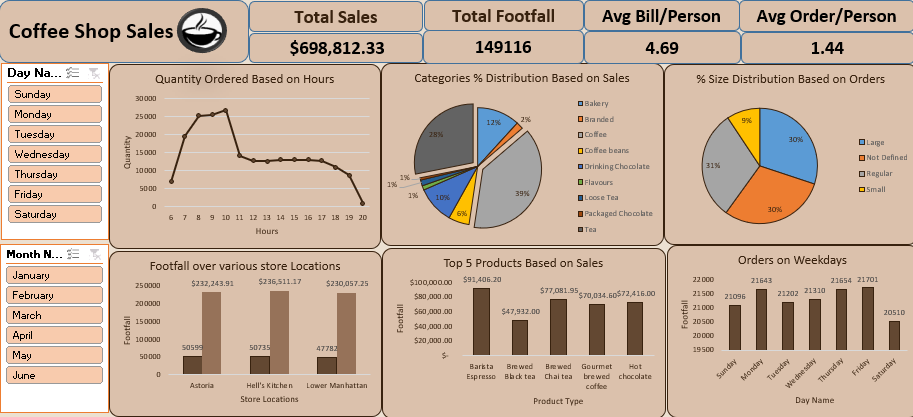 Coffee Shop Sales
Total Sales
$698,812.33
Total Footfall
149116
Avg Bill/Person
4.69
Avg Order/Person
1.44
Day Na...
Sunday
Monday
Tuesday
Wednesday
Thursday
Friday
Saturday
Month N...
January
February
March
April
May
June
Quantity Ordered Based on Hours
Quantity
30000
25000
20000
15000
10000
5000
0
6 7 8 9 10 11 12 13 14 15 16 17 18 19 20
Hours
Categories % Distribution Based on Sales
12%
2%
39%
6%
10%
1%
1%
1%
28%
Bakery
Branded
Coffee
Coffee beans
Drinking Chocolate
Flavours
Loose Tea
Packaged Chocolate
Tea
% Size Distribution Based on Orders
30%
30%
31%
9%
Large
Not Defined
Regular
Small
Footfall over various store Locations
Footfall
250000
200000
150000
100000
50000
0
$232,243.91
$236,511.17
$230,057.25
50599
50735
47782
Astoria
Hell's Kitchen
Lower Manhattan
Store Locations
Top 5 Products Based on Sales
Footfall
$100,000.00
$80,000.00
$60,000.00
$40,000.00
$20,000.00
$-
$91,406.20
$47,932.00
$77,081.95
$70,034.60
$72,416.00
Barista
Espresso
Brewed
Black tea
Brewed
Chai tea
Gourmet
brewed
coffee
Hot
chocolate
Product Type
Orders on Weekdays
Footfall
22000
21500
21000
20500
20000
19500
21096
21643
21202
21310
21654
21701
20510
Sunday
Monday
Tuesday
Wednesday
Thursday
Friday
Saturday
Day Name